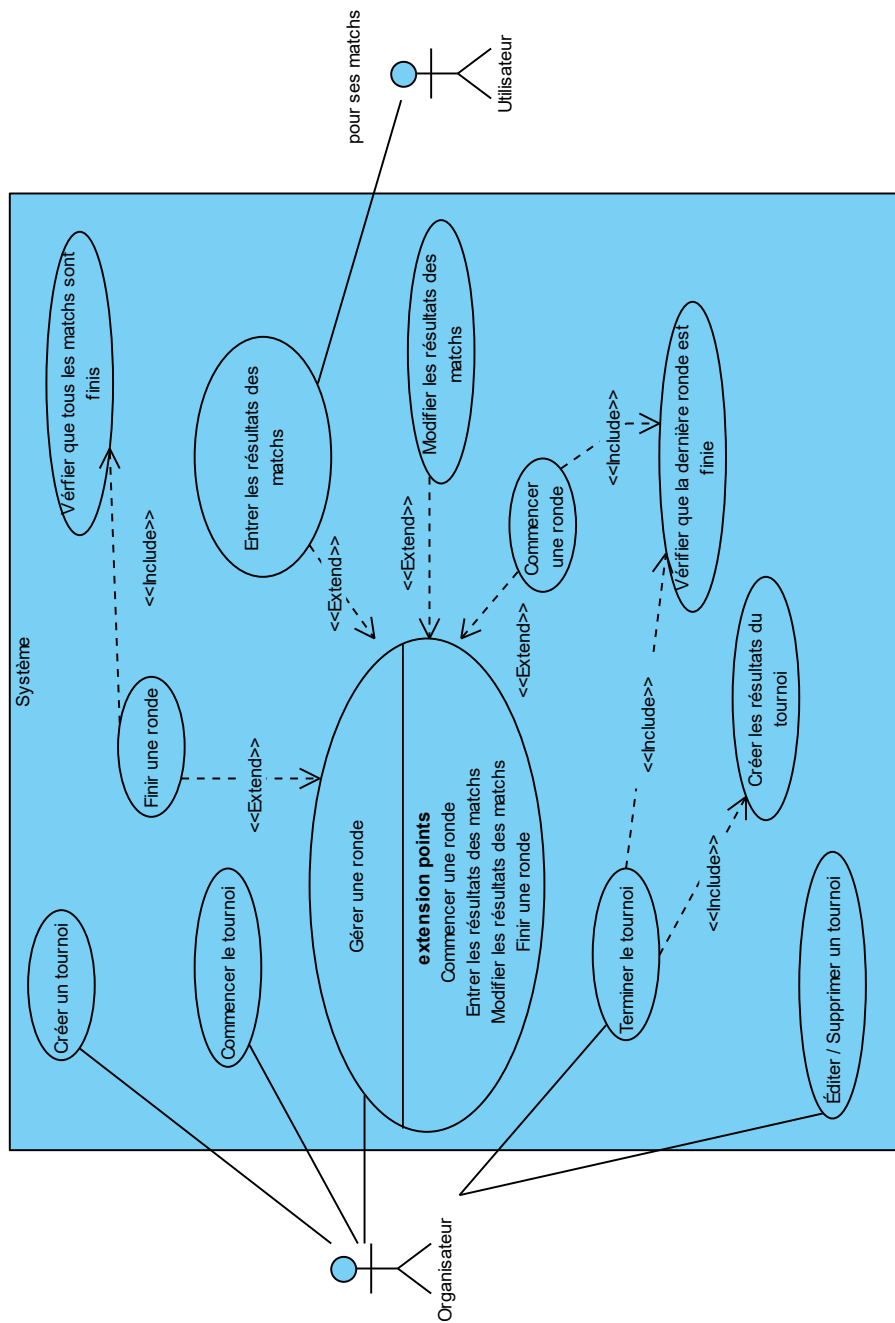 Système
Organisateur
Utilisateur
pour ses matchs
Créer un tournoi
Commencer le tournoi
Finir une ronde
<<Include>>
Vérfier que tous les matchs sont
finis
<<Extend>>
Gérer une ronde
extension points
Commencer une ronde
Entrer les résultats des matchs
Modifier les résultats des matchs
Finir une ronde
<<Extend>>
Entrer les résultats des
matchs
<<Extend>>
Modifier les résultats des
matchs
<<Extend>>
Commencer
une ronde
<<Include>>
Vérifier que la dernière ronde est
finie
Terminer le tournoi
<<Include>>
<<Include>>
Créer les résultats du
tournoi
Éditer / Supprimer un tournoi